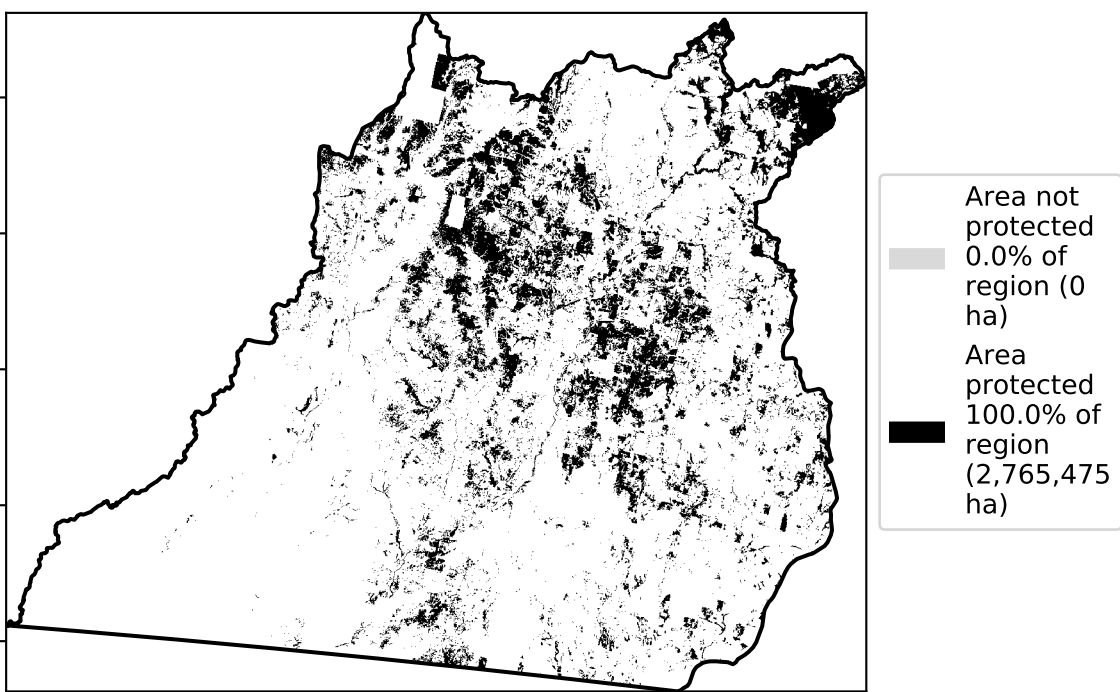 Area not
protected
0.0% of
region (0
ha)
Area
protected
100.0% of
region
(2,765,475
ha)